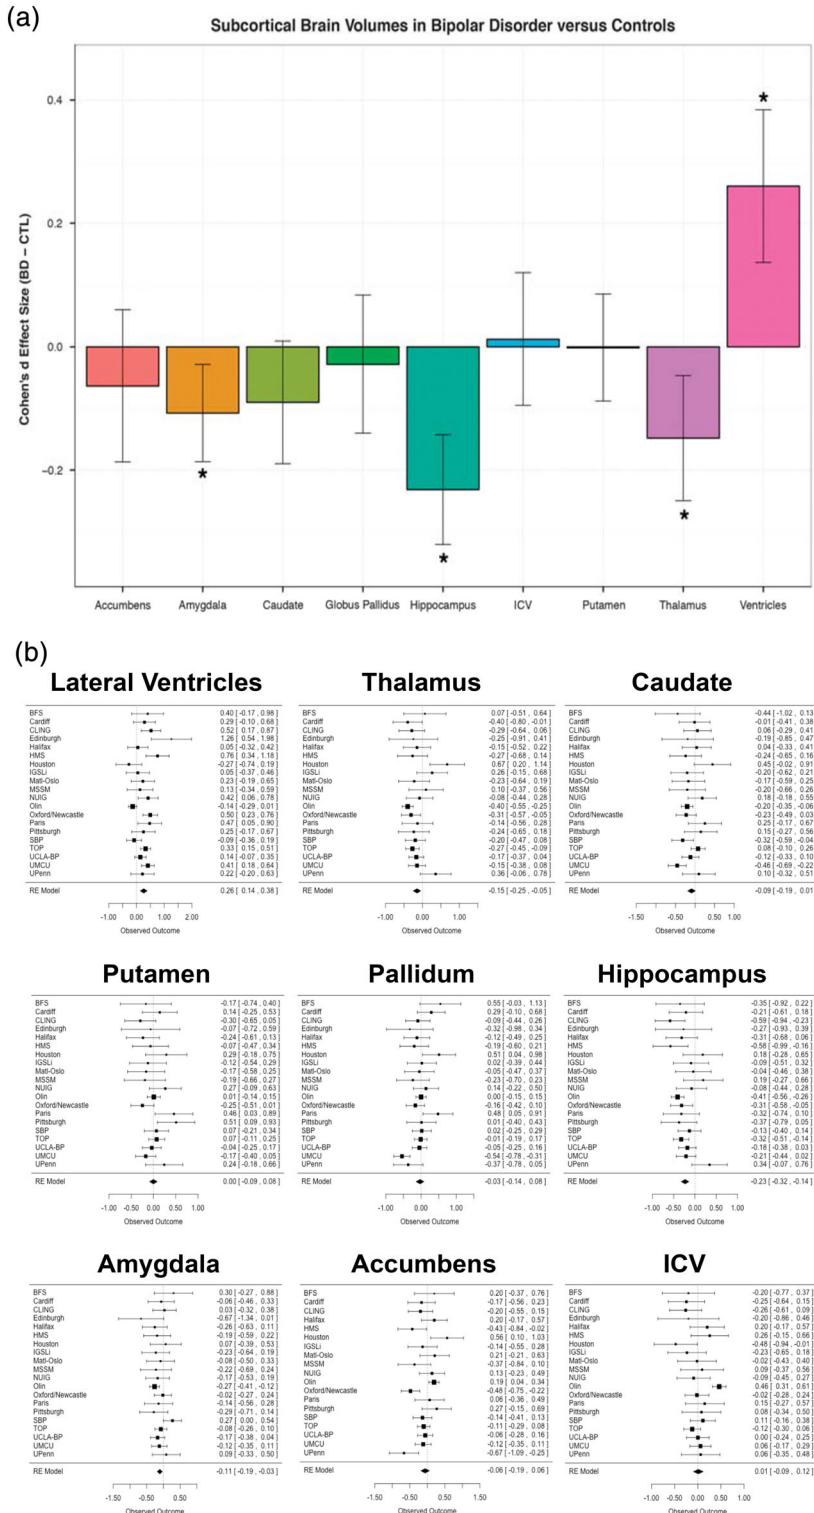 (a)
Subcortical Brain Volumes in Bipolar Disorder versus Controls
Cohen's d Effect Size (BD − CTL)
0.4
0.2
0.0
−0.2
*
*
*
*
Accumbens Amygdala Caudate Globus Pallidus Hippocampus ICV Putamen Thalamus Ventricles
(b)
Lateral Ventricles
BFS 0.40 [ -0.17 , 0.98 ]
Cardiff 0.29 [ -0.10 , 0.68 ]
CLING 0.52 [ 0.17 , 0.87 ]
Edinburgh 1.26 [ 0.54 , 1.98 ]
Halifax 0.05 [ -0.32 , 0.42 ]
HMS 0.76 [ 0.34 , 1.18 ]
Houston -0.27 [ -0.74 , 0.19 ]
IGSLi 0.05 [ -0.37 , 0.46 ]
Matl-Oslo 0.23 [ -0.19 , 0.65 ]
MSSM 0.13 [ -0.34 , 0.59 ]
NUIG 0.42 [ 0.06 , 0.78 ]
Olin -0.14 [ -0.29 , 0.01 ]
Oxford/Newcastle 0.50 [ 0.23 , 0.76 ]
Paris 0.47 [ 0.05 , 0.90 ]
Pittsburgh 0.25 [ -0.17 , 0.67 ]
SBP -0.09 [ -0.36 , 0.19 ]
TOP 0.33 [ 0.15 , 0.51 ]
UCLA-BP 0.14 [ -0.07 , 0.35 ]
UMCU 0.41 [ 0.18 , 0.64 ]
UPenn 0.22 [ -0.20 , 0.63 ]
RE Model 0.26 [ 0.14 , 0.38 ]
-1.00 0.00 1.00 2.00
Observed Outcome
Thalamus
BFS 0.07 [ -0.51 , 0.64 ]
Cardiff -0.40 [ -0.80 , -0.01 ]
CLING -0.29 [ -0.64 , 0.06 ]
Edinburgh -0.25 [ -0.91 , 0.41 ]
Halifax -0.15 [ -0.52 , 0.22 ]
HMS -0.27 [ -0.68 , 0.14 ]
Houston 0.67 [ 0.20 , 1.14 ]
IGSLi 0.26 [ -0.15 , 0.68 ]
Matl-Oslo -0.23 [ -0.64 , 0.19 ]
MSSM 0.10 [ -0.37 , 0.56 ]
NUIG -0.08 [ -0.44 , 0.28 ]
Olin -0.40 [ -0.55 , -0.25 ]
Oxford/Newcastle -0.31 [ -0.57 , -0.05 ]
Paris -0.14 [ -0.56 , 0.28 ]
Pittsburgh -0.24 [ -0.65 , 0.18 ]
SBP -0.20 [ -0.47 , 0.08 ]
TOP -0.27 [ -0.45 , -0.09 ]
UCLA-BP -0.17 [ -0.37 , 0.04 ]
UMCU -0.15 [ -0.38 , 0.08 ]
UPenn 0.36 [ -0.06 , 0.78 ]
RE Model -0.15 [ -0.25 , -0.05 ]
-1.00 0.00 1.00
Observed Outcome
Caudate
BFS -0.44 [ -1.02 , 0.13
Cardiff -0.01 [ -0.41 , 0.38
CLING 0.06 [ -0.29 , 0.41
Edinburgh -0.19 [ -0.85 , 0.47
Halifax 0.04 [ -0.33 , 0.41
HMS -0.24 [ -0.65 , 0.16
Houston 0.45 [ -0.02 , 0.91
IGSLi -0.20 [ -0.62 , 0.21
Matl-Oslo -0.17 [ -0.59 , 0.25
MSSM -0.20 [ -0.66 , 0.26
NUIG 0.18 [ -0.18 , 0.55
Olin -0.20 [ -0.35 , -0.06
Oxford/Newcastle -0.23 [ -0.49 , 0.03
Paris 0.25 [ -0.17 , 0.67
Pittsburgh 0.15 [ -0.27 , 0.56
SBP -0.32 [ -0.59 , -0.04
TOP 0.08 [ -0.10 , 0.26
UCLA-BP -0.12 [ -0.33 , 0.10
UMCU -0.46 [ -0.69 , -0.22
UPenn 0.10 [ -0.32 , 0.51
RE Model -0.09 [ -0.19 , 0.01
-1.50 -0.50 0.50 1.00
Observed Outcome
Putamen
BFS -0.17 [ -0.74 , 0.40 ]
Cardiff 0.14 [ -0.25 , 0.53 ]
CLING -0.30 [ -0.65 , 0.05 ]
Edinburgh -0.07 [ -0.72 , 0.59 ]
Halifax -0.24 [ -0.61 , 0.13 ]
HMS -0.07 [ -0.47 , 0.34 ]
Houston 0.29 [ -0.18 , 0.75 ]
IGSLi -0.12 [ -0.54 , 0.29 ]
Matl-Oslo -0.17 [ -0.58 , 0.25 ]
MSSM -0.19 [ -0.66 , 0.27 ]
NUIG 0.27 [ -0.09 , 0.63 ]
Olin 0.01 [ -0.14 , 0.15 ]
Oxford/Newcastle -0.25 [ -0.51 , 0.01 ]
Paris 0.46 [ 0.03 , 0.89 ]
Pittsburgh 0.51 [ 0.09 , 0.93 ]
SBP 0.07 [ -0.21 , 0.34 ]
TOP 0.07 [ -0.11 , 0.25 ]
UCLA-BP -0.04 [ -0.25 , 0.17 ]
UMCU -0.17 [ -0.40 , 0.05 ]
UPenn 0.24 [ -0.18 , 0.66 ]
RE Model 0.00 [ -0.09 , 0.08 ]
-1.00 -0.50 0.00 0.50 1.00
Observed Outcome
Pallidum
BFS 0.55 [ -0.03 , 1.13 ]
Cardiff 0.29 [ -0.10 , 0.68 ]
CLING -0.09 [ -0.44 , 0.26 ]
Edinburgh -0.32 [ -0.98 , 0.34 ]
Halifax -0.12 [ -0.49 , 0.25 ]
HMS -0.19 [ -0.60 , 0.21 ]
Houston 0.51 [ 0.04 , 0.98 ]
IGSLi 0.02 [ -0.39 , 0.44 ]
Matl-Oslo -0.05 [ -0.47 , 0.37 ]
MSSM -0.23 [ -0.70 , 0.23 ]
NUIG 0.14 [ -0.22 , 0.50 ]
Olin 0.00 [ -0.15 , 0.15 ]
Oxford/Newcastle -0.16 [ -0.42 , 0.10 ]
Paris 0.48 [ 0.05 , 0.91 ]
Pittsburgh 0.01 [ -0.40 , 0.43 ]
SBP 0.02 [ -0.25 , 0.29 ]
TOP -0.01 [ -0.19 , 0.17 ]
UCLA-BP -0.05 [ -0.25 , 0.16 ]
UMCU -0.54 [ -0.78 , -0.31 ]
UPenn -0.37 [ -0.78 , 0.05 ]
RE Model -0.03 [ -0.14 , 0.08 ]
-1.00 0.00 1.00
Observed Outcome
Hippocampus
BFS -0.35 [ -0.92 , 0.22 ]
Cardiff -0.21 [ -0.61 , 0.18 ]
CLING -0.59 [ -0.94 , -0.23 ]
Edinburgh -0.27 [ -0.93 , 0.39 ]
Halifax -0.31 [ -0.68 , 0.06 ]
HMS -0.58 [ -0.99 , -0.16 ]
Houston 0.18 [ -0.28 , 0.65 ]
IGSLi -0.09 [ -0.51 , 0.32 ]
Matl-Oslo -0.04 [ -0.46 , 0.38 ]
MSSM 0.19 [ -0.27 , 0.66 ]
NUIG -0.08 [ -0.44 , 0.28 ]
Olin -0.41 [ -0.56 , -0.26 ]
Oxford/Newcastle -0.31 [ -0.58 , -0.05 ]
Paris -0.32 [ -0.74 , 0.10 ]
Pittsburgh -0.37 [ -0.79 , 0.05 ]
SBP -0.13 [ -0.40 , 0.14 ]
TOP -0.32 [ -0.51 , -0.14 ]
UCLA-BP -0.18 [ -0.38 , 0.03 ]
UMCU -0.21 [ -0.44 , 0.02 ]
UPenn 0.34 [ -0.07 , 0.76 ]
RE Model -0.23 [ -0.32 , -0.14 ]
-1.00 -0.50 0.00 0.50 1.00
Observed Outcome
Amygdala
BFS 0.30 [ -0.27 , 0.88 ]
Cardiff -0.06 [ -0.46 , 0.33 ]
CLING 0.03 [ -0.32 , 0.38 ]
Edinburgh -0.67 [ -1.34 , 0.01 ]
Halifax -0.26 [ -0.63 , 0.11 ]
HMS -0.19 [ -0.59 , 0.22 ]
Houston 0.07 [ -0.39 , 0.53 ]
IGSLi -0.23 [ -0.64 , 0.19 ]
Matl-Oslo -0.08 [ -0.50 , 0.33 ]
MSSM -0.22 [ -0.69 , 0.24 ]
NUIG -0.17 [ -0.53 , 0.19 ]
Olin -0.27 [ -0.41 , -0.12 ]
Oxford/Newcastle -0.02 [ -0.27 , 0.24 ]
Paris -0.14 [ -0.56 , 0.28 ]
Pittsburgh -0.29 [ -0.71 , 0.14 ]
SBP 0.27 [ 0.00 , 0.54 ]
TOP -0.08 [ -0.26 , 0.10 ]
UCLA-BP -0.17 [ -0.38 , 0.04 ]
UMCU -0.12 [ -0.35 , 0.11 ]
UPenn 0.09 [ -0.33 , 0.50 ]
RE Model -0.11 [ -0.19 , -0.03 ]
-1.50 -0.50 0.50
Observed Outcome
Accumbens
BFS 0.20 [ -0.37 , 0.76 ]
Cardiff -0.17 [ -0.56 , 0.23 ]
CLING -0.20 [ -0.55 , 0.15 ]
Halifax 0.20 [ -0.17 , 0.57 ]
HMS -0.43 [ -0.84 , -0.02 ]
Houston 0.56 [ 0.10 , 1.03 ]
IGSLi -0.14 [ -0.55 , 0.28 ]
Matl-Oslo 0.21 [ -0.21 , 0.63 ]
MSSM -0.37 [ -0.84 , 0.10 ]
NUIG 0.13 [ -0.23 , 0.49 ]
Olin 0.19 [ 0.04 , 0.34 ]
Oxford/Newcastle -0.48 [ -0.75 , -0.22 ]
Paris 0.06 [ -0.36 , 0.49 ]
Pittsburgh 0.27 [ -0.15 , 0.69 ]
SBP -0.14 [ -0.41 , 0.13 ]
TOP -0.11 [ -0.29 , 0.08 ]
UCLA-BP -0.06 [ -0.28 , 0.16 ]
UMCU -0.12 [ -0.35 , 0.11 ]
UPenn -0.67 [ -1.09 , -0.25 ]
RE Model -0.06 [ -0.19 , 0.06 ]
-1.50 -0.50 0.50 1.50
Observed Outcome
ICV
BFS -0.20 [ -0.77 , 0.37 ]
Cardiff -0.25 [ -0.64 , 0.15 ]
CLING -0.26 [ -0.61 , 0.09 ]
Edinburgh -0.20 [ -0.86 , 0.46 ]
Halifax 0.20 [ -0.17 , 0.57 ]
HMS 0.26 [ -0.15 , 0.66 ]
Houston -0.48 [ -0.94 , -0.01 ]
IGSLi -0.23 [ -0.65 , 0.18 ]
Matl-Oslo -0.02 [ -0.43 , 0.40 ]
MSSM 0.09 [ -0.37 , 0.56 ]
NUIG -0.09 [ -0.45 , 0.27 ]
Olin 0.46 [ 0.31 , 0.61 ]
Oxford/Newcastle -0.02 [ -0.28 , 0.24 ]
Paris 0.15 [ -0.27 , 0.57 ]
Pittsburgh 0.08 [ -0.34 , 0.50 ]
SBP 0.11 [ -0.16 , 0.38 ]
TOP -0.12 [ -0.30 , 0.06 ]
UCLA-BP 0.00 [ -0.24 , 0.25 ]
UMCU 0.06 [ -0.17 , 0.29 ]
UPenn 0.06 [ -0.35 , 0.48 ]
RE Model 0.01 [ -0.09 , 0.12 ]
-1.00 -0.50 0.00 0.50 1.00
Observed Outcome